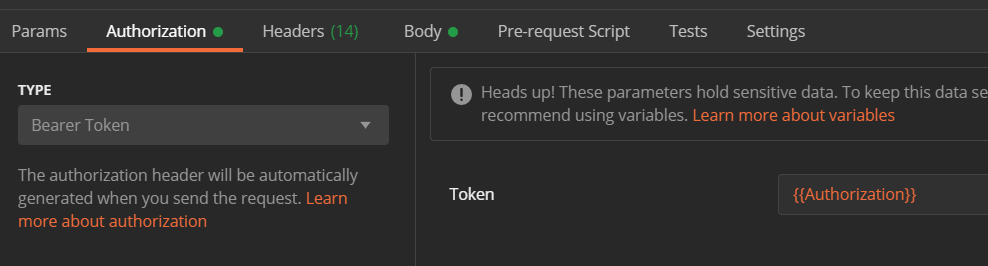 Params Authorization Headers (14) Body Pre-request Script Tests Settings
TYPE
Bearer Token
The authorization header will be automatically
generated when you send the request. Learn
more about authorization
Heads up! These parameters hold sensitive data. To keep this data se
recommend using variables. Learn more about variables
Token
{{Authorization}}